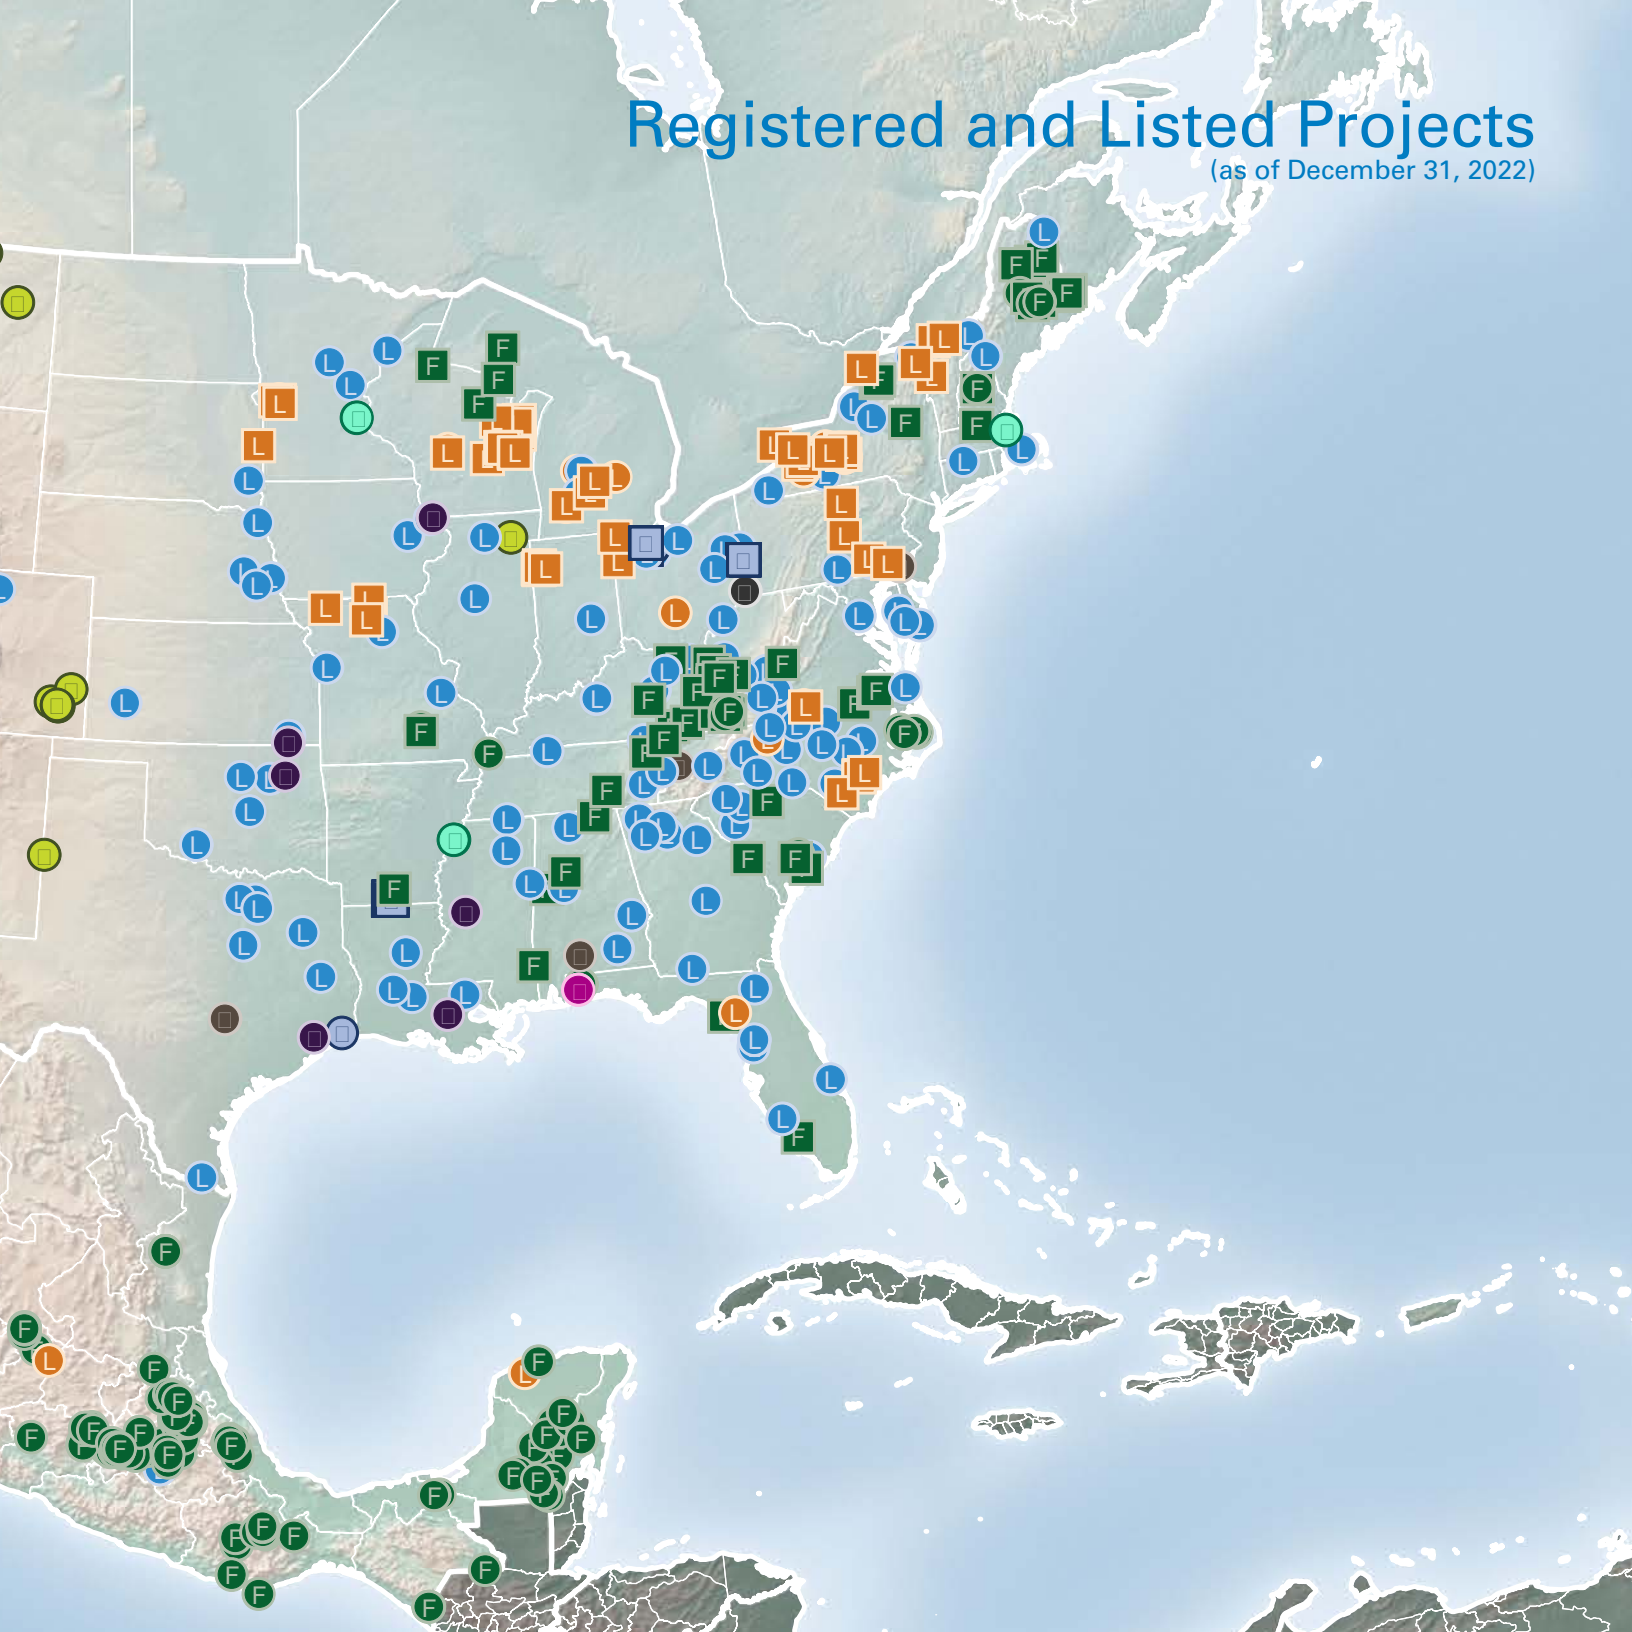 Registered and Listed Projects
(as of December 31, 2022)